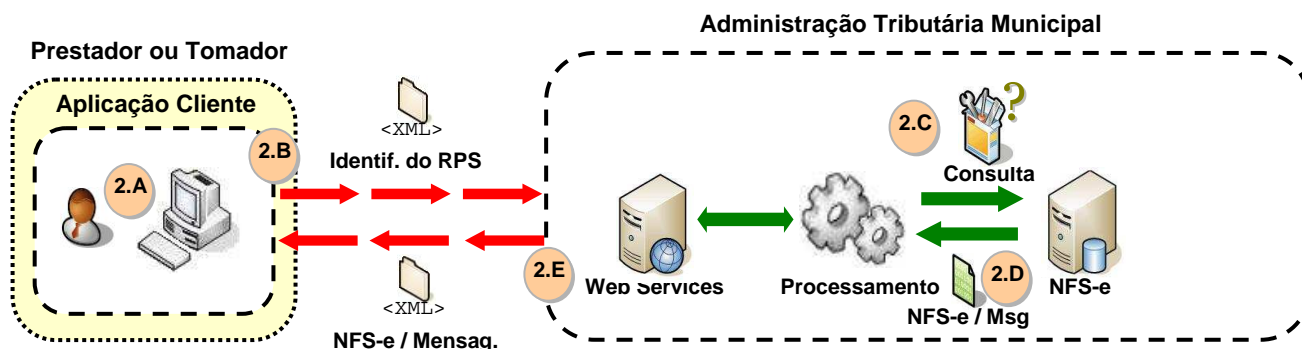 Administração Tributária Municipal
Prestador ou Tomador
Aplicação Cliente
<XML>
Identif. do RPS
2.A
2.B
2.C
Consulta
2.E
Web Services
Processamento
2.D
NFS-e
NFS-e / Msg
<XML>
NFS-e / Mensag.